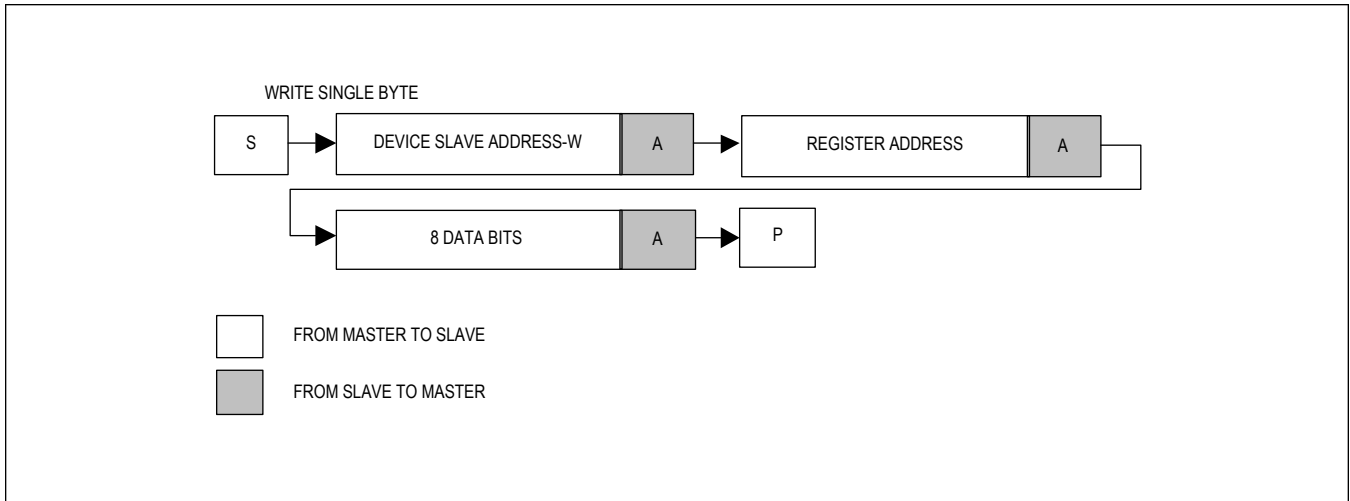 WRITE SINGLE BYTE
S DEVICE SLAVE ADDRESS-W A REGISTER ADDRESS A
8 DATA BITS A P
FROM MASTER TO SLAVE
FROM SLAVE TO MASTER